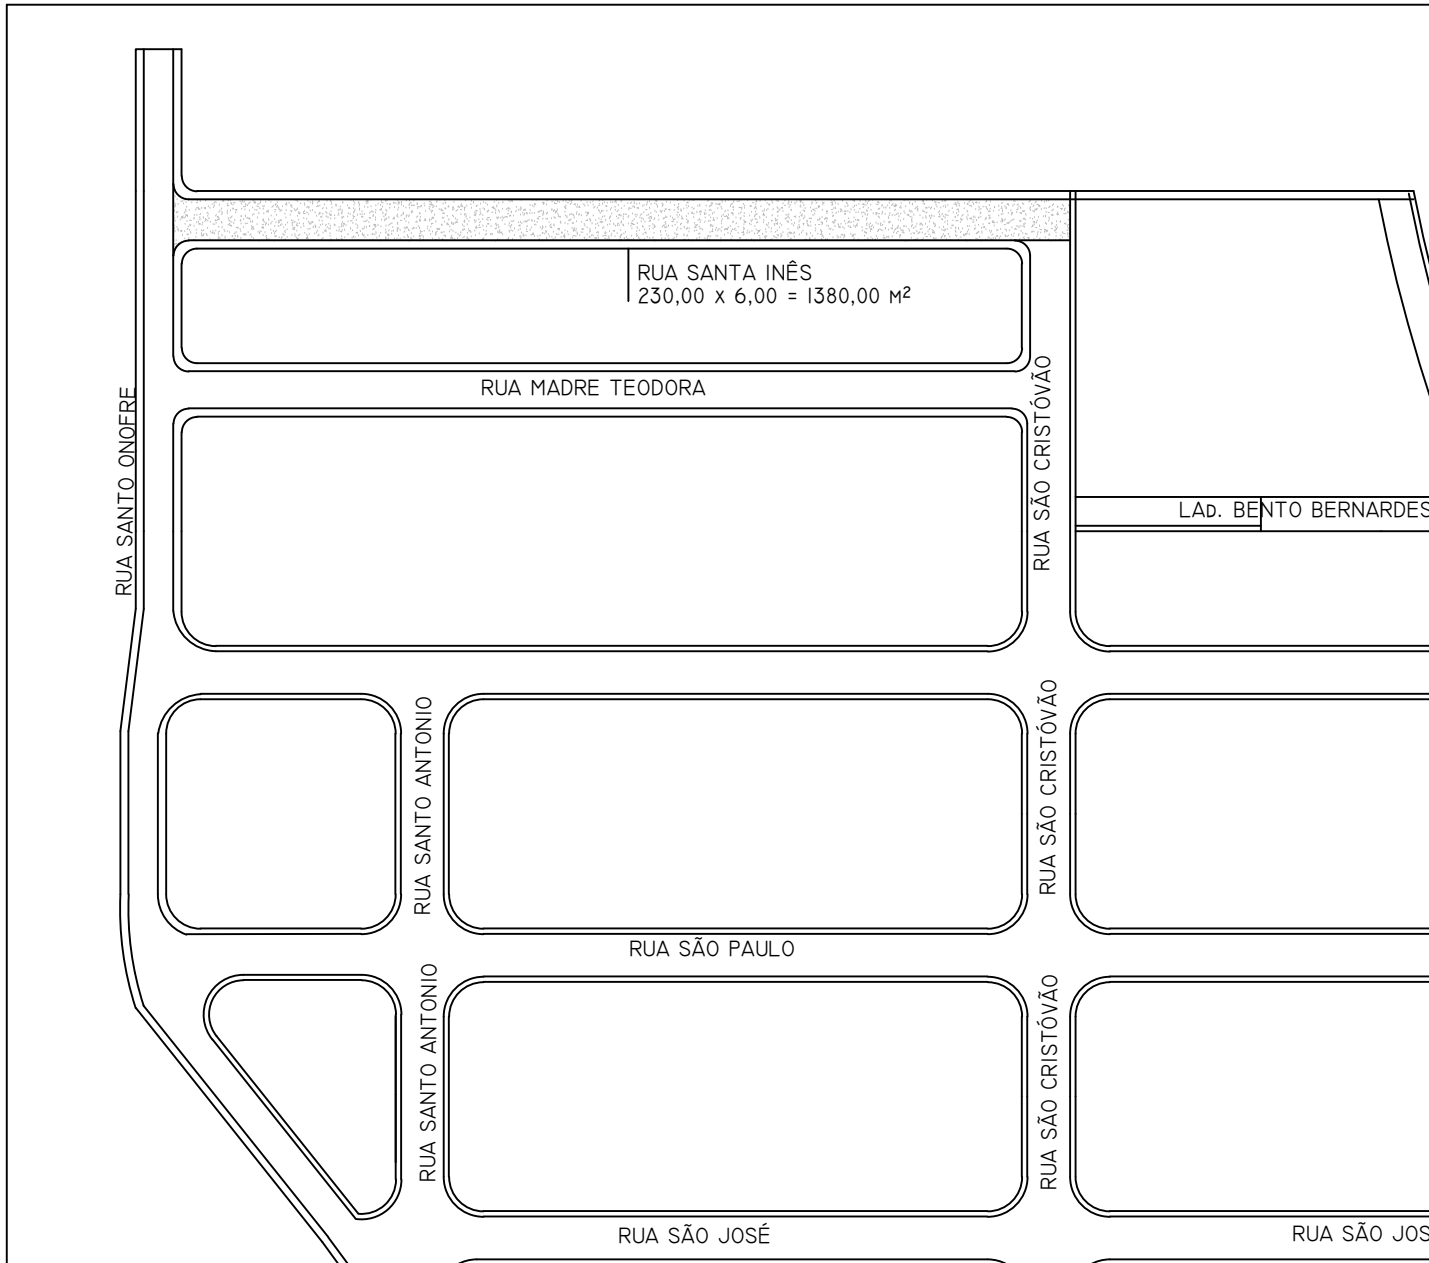 RUA SANTA INÊS
230,00 x 6,00 = 1380,00 M²
RUA MADRE TEODORA
RUA SANTO ONOFRE
RUA SÃO CRISTÓVÃO
LAD. BENTO BERNARDES
RUA SANTO ANTONIO
RUA SÃO CRISTÓVÃO
RUA SÃO PAULO
RUA SANTO ANTONIO
RUA SÃO CRISTÓVÃO
RUA SÃO JOSÉ
RUA SÃO JOS